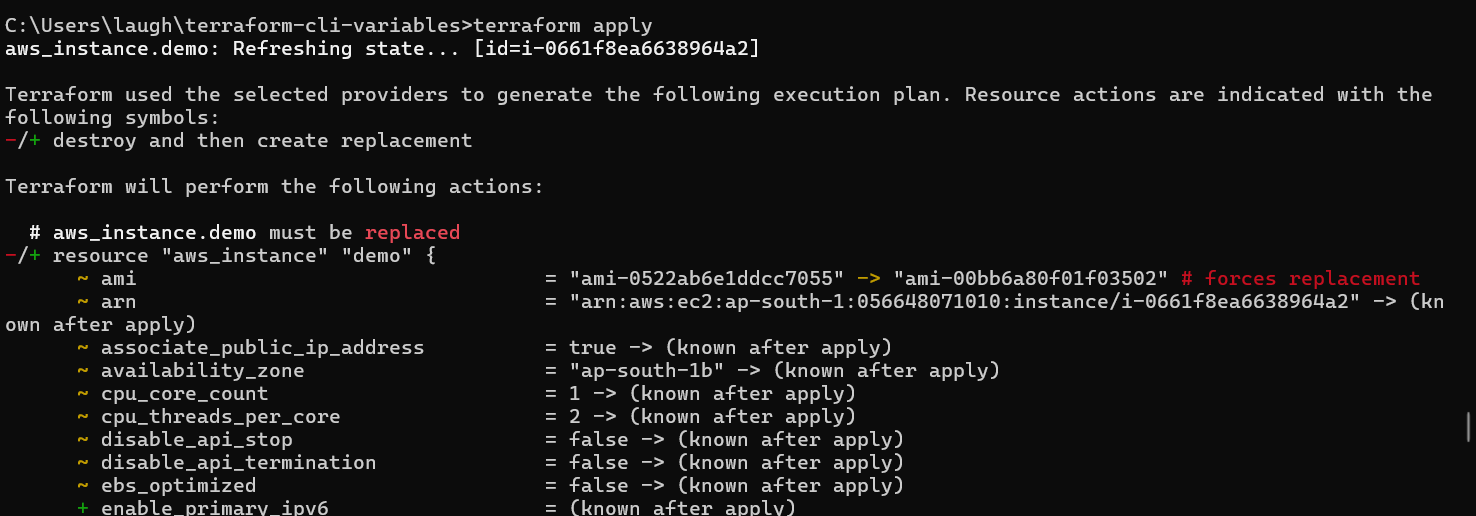 C:\Users\laugh\terraform-cli-variables>terraform apply
aws_instance.demo: Refreshing state... [id=i-0661f8ea6638964a2]
Terraform used the selected providers to generate the following execution plan. Resource actions are indicated with the
following symbols:
-/+ destroy and then create replacement
Terraform will perform the following actions:
# aws_instance.demo must be replaced
-/+ resource "aws_instance" "demo" {
~ ami = "ami-0522ab6e1ddcc7055" -> "ami-00bb6a80f01f03502" # forces replacement
~ arn = "arn:aws:ec2:ap-south-1:056648071010:instance/i-0661f8ea6638964a2" -> (kn
own after apply)
~ associate_public_ip_address = true -> (known after apply)
~ availability_zone = "ap-south-1b" -> (known after apply)
~ cpu_core_count = 1 -> (known after apply)
~ cpu_threads_per_core = 2 -> (known after apply)
~ disable_api_stop = false -> (known after apply)
~ disable_api_termination = false -> (known after apply)
~ ebs_optimized = false -> (known after apply)
+ enable_primary_ipv6 = (known after apply)